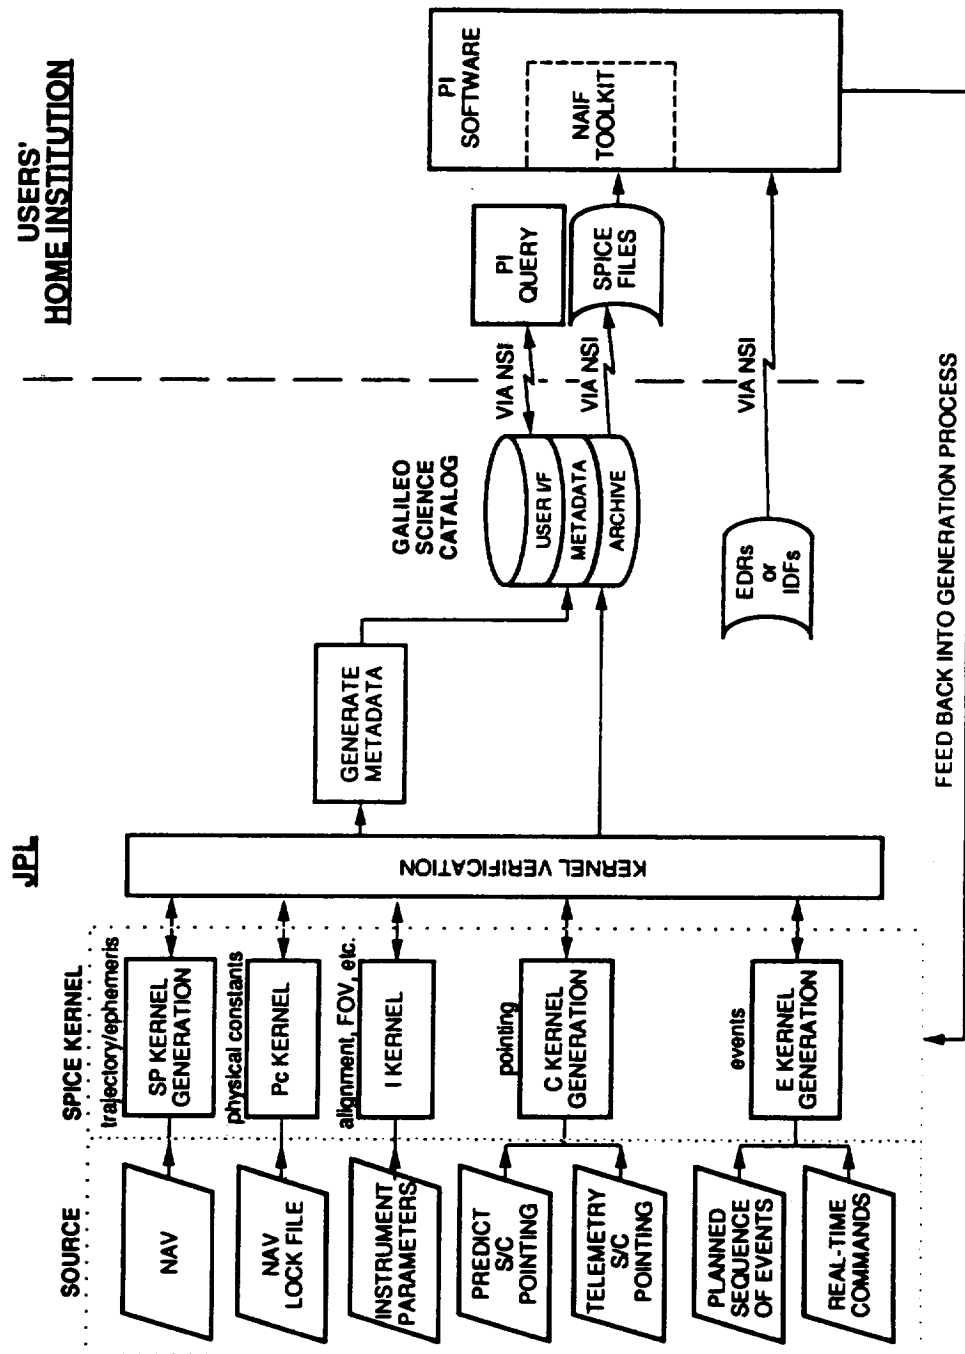 JPL
USERS'
HOME INSTITUTION
SOURCE
SPICE KERNEL
NAV
trajectory/ephemeris
SP KERNEL
GENERATION
NAV
LOCK FILE
physical constants
Pc KERNEL
INSTRUMENT
PARAMETERS
alignment, FOV, etc.
I KERNEL
PREDICT
S/C
POINTING
TELEMETRY
S/C
POINTING
pointing
C KERNEL
GENERATION
PLANNED
SEQUENCE
OF EVENTS
REAL-TIME
COMMANDS
events
E KERNEL
GENERATION
KERNEL VERIFICATION
GENERATE
METADATA
GALILEO
SCIENCE
CATALOG
USER I/F
METADATA
ARCHIVE
VIA NSI
VIA NSI
PI
QUERY
SPICE
FILES
EDRs
or
IDFs
VIA NSI
PI
SOFTWARE
NAIF
TOOLKIT
FEED BACK INTO GENERATION PROCESS